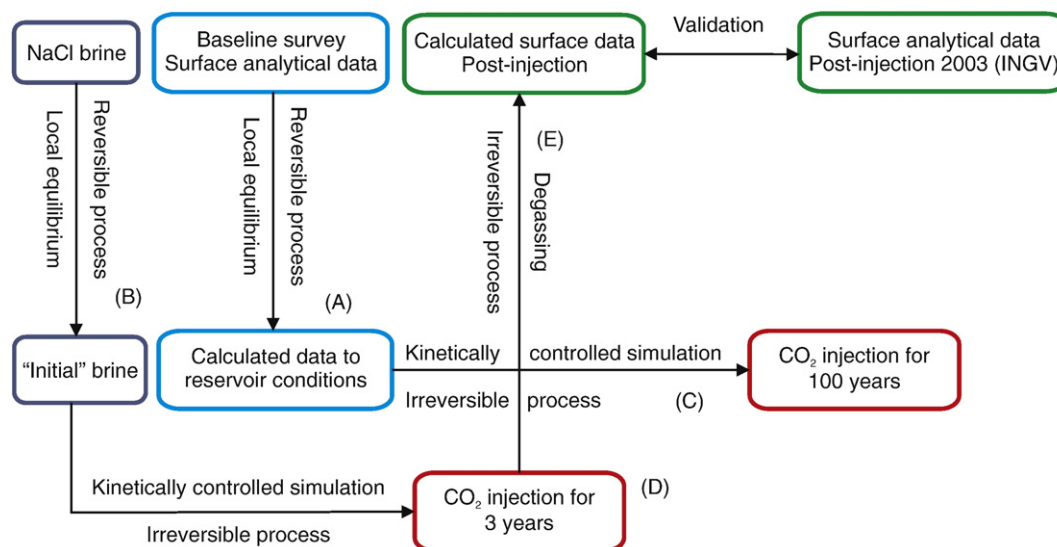 NaCl brine
Baseline survey
Surface analytical data
Calculated surface data
Post-injection
Validation
Surface analytical data
Post-injection 2003 (INGV)
Reversible process
Local equilibrium
(B)
Reversible process
Local equilibrium
(A)
(E)
Irreversible process
Degassing
“Initial” brine
Calculated data to
reservoir conditions
Kinetically controlled simulation
Irreversible process
(C)
CO₂ injection for
100 years
Kinetically controlled simulation
Irreversible process
CO₂ injection for
3 years
(D)